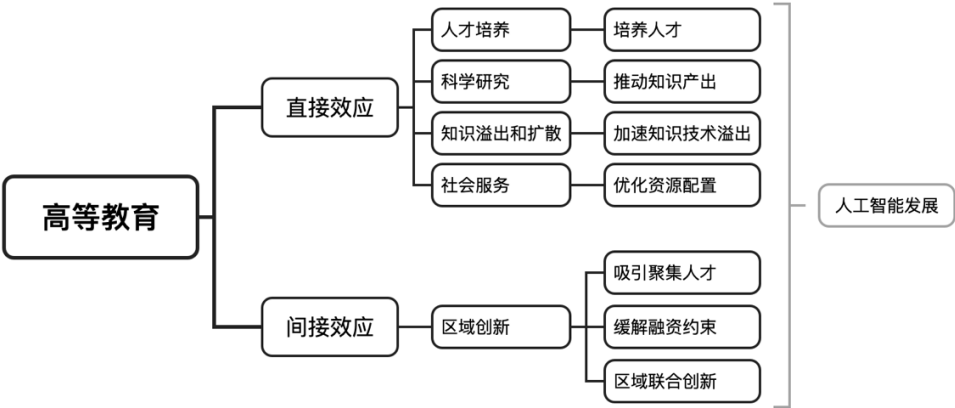 高等教育
直接效应
人才培养
培养人才
科学研究
推动知识产出
知识溢出和扩散
加速知识技术溢出
社会服务
优化资源配置
间接效应
区域创新
吸引聚集人才
缓解融资约束
区域联合创新
人工智能发展